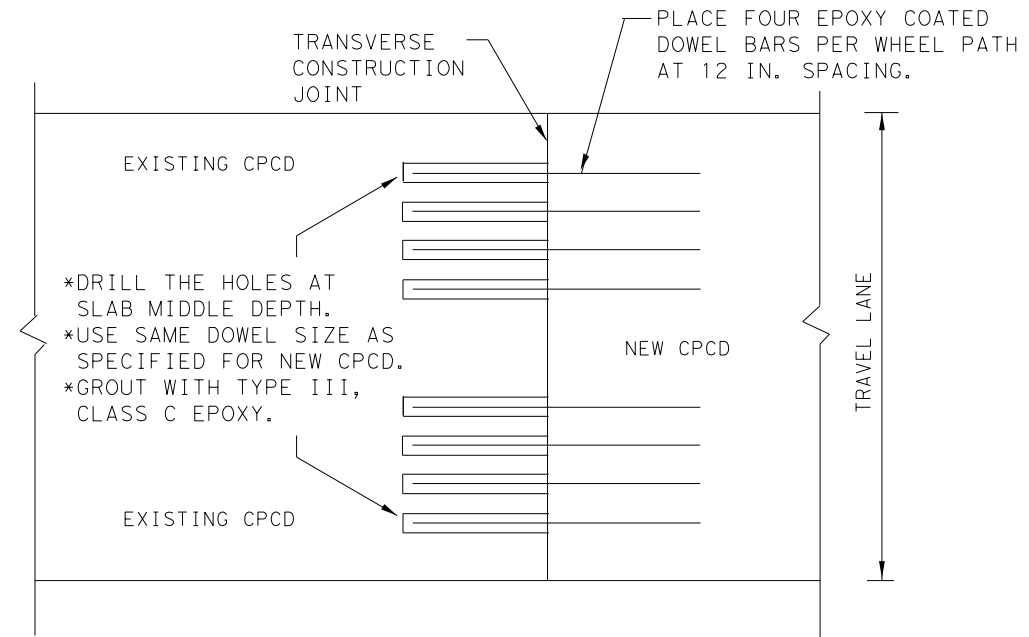 PLACE FOUR EPOXY COATED
DOWEL BARS PER WHEEL PATH
AT 12 IN. SPACING.
TRANSVERSE
CONSTRUCTION
JOINT
EXISTING CPCD
*DRILL THE HOLES AT
SLAB MIDDLE DEPTH.
*USE SAME DOWEL SIZE AS
SPECIFIED FOR NEW CPCD.
*GROUT WITH TYPE III,
CLASS C EPOXY.
NEW CPCD
TRAVEL LANE
EXISTING CPCD